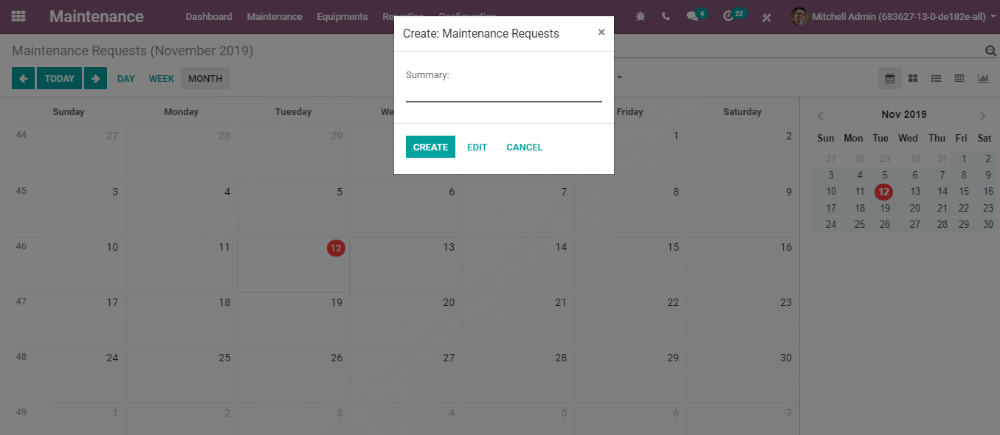 Maintenance Dashboard Maintenance Equipments Reporting Configuration 4 22 Mitchell Admin (683627-13-0-de182e-all)
Create: Maintenance Requests ×
Maintenance Requests (November 2019)
Summary:
TODAY DAY WEEK MONTH
CREATE EDIT CANCEL
Sunday Monday Tuesday We Friday Saturday
44 27 28 29 1 2
45 3 4 5 6 7 8 9
46 10 11 12 13 14 15 16
47 17 18 19 20 21 22 23
48 24 25 26 27 28 29 30
49 1 2 3 4 5 6 7
Nov 2019
Sun Mon Tue Wed Thu Fri Sat
27 28 29 30 31 1 2
3 4 5 6 7 8 9
10 11 12 13 14 15 16
17 18 19 20 21 22 23
24 25 26 27 28 29 30